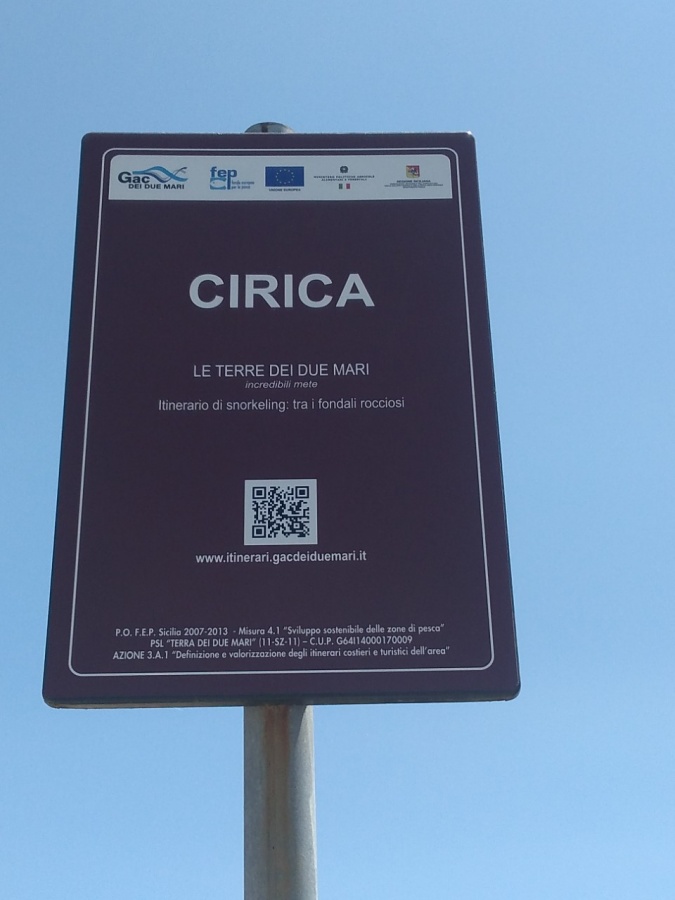 Gac
DEI DUE MARI
fep
UNIONE EUROPEA
CIRICA
LE TERRE DEI DUE MARI
incredibili mete
Itinerario di snorkeling: tra i fondali rocciosi
www.itinerari.gacdeiduemari.it
P.O. F.E.P. Sicilia 2007-2013 - Misura 4.1 "Sviluppo sostenibile delle zone di pesca"
PSL "TERRA DEI DUE MARI" (11-SZ-11) – C.U.P. G64I14000170009
AZIONE 3.A.1 "Definizione e valorizzazione degli itinerari costieri e turistici dell'area"